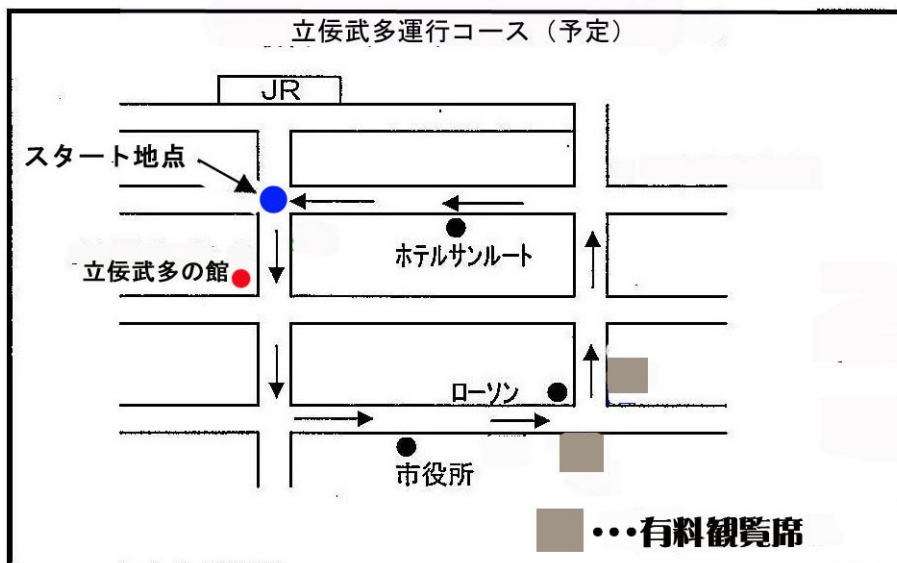 立佞武多運行コース（予定）
JR
スタート地点
ホテルサンルート
立佞武多の館
ローソン
市役所
・・・有料観覧席